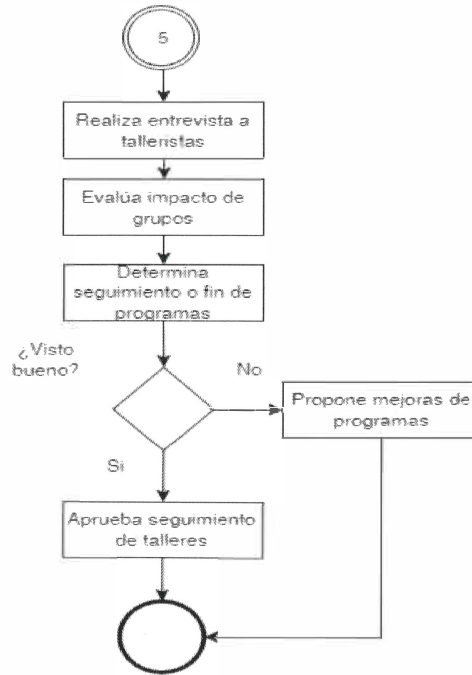 5
Realiza entrevista a
talleristas
Evalúa impacto de
grupos
Determina
seguimiento o fin de
programas
¿Visto
bueno?
No
Propone mejoras de
programas
Si
Aprueba seguimiento
de talleres